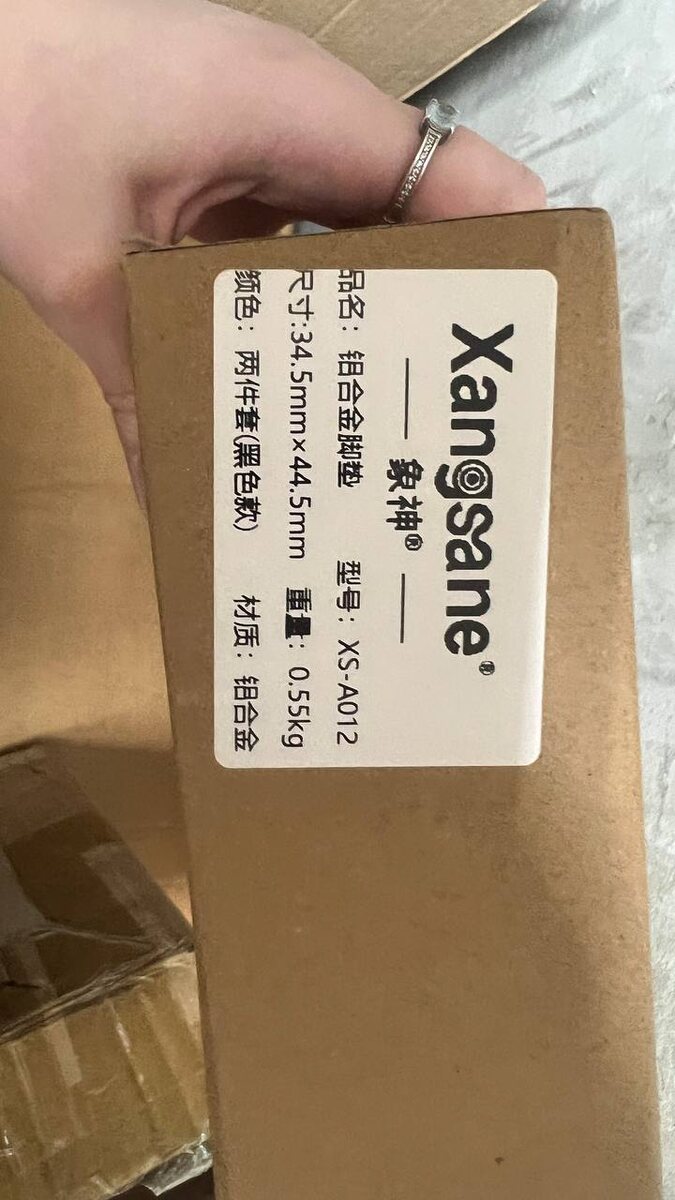 Xangsane®
象神®
品名：铝合金脚垫 型号：XS-A012
尺寸:34.5mm×44.5mm 重量：0.55kg
颜色：两件套(黑色款) 材质：铝合金